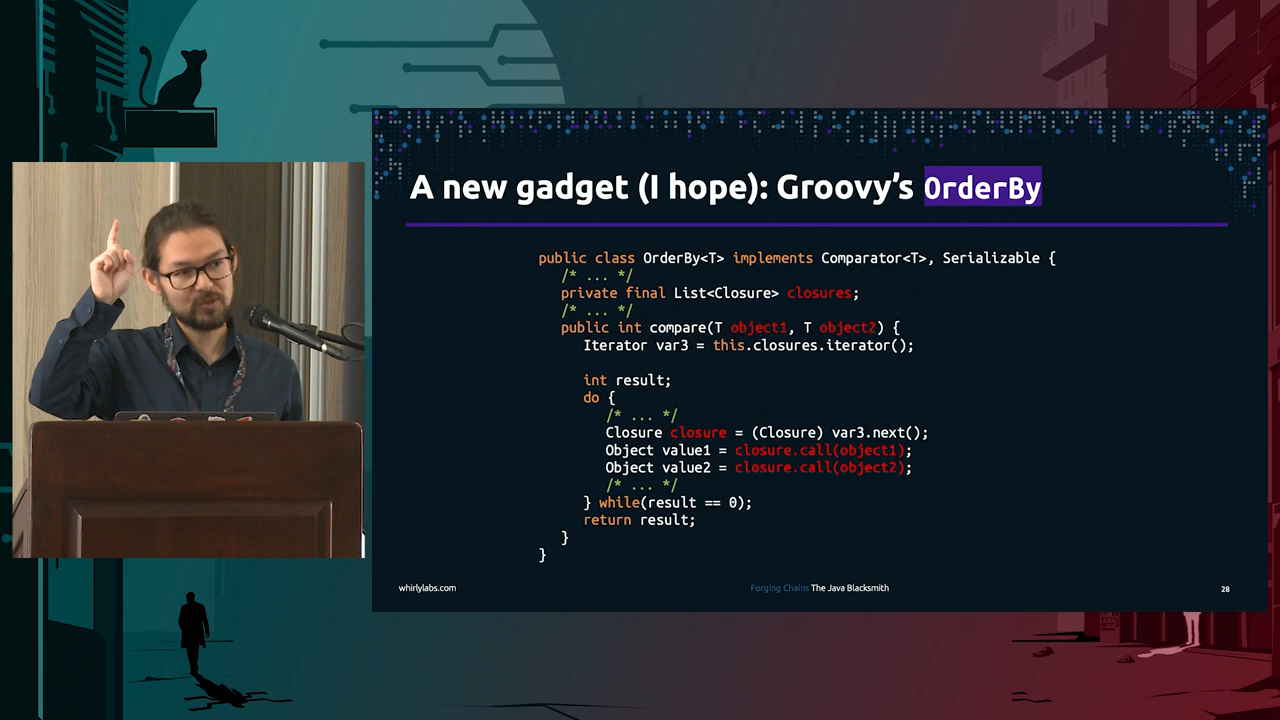 A new gadget (I hope): Groovy's OrderBy
public class OrderBy<T> implements Comparator<T>, Serializable {
/* ... */
private final List<Closure> closures;
/* ... */
public int compare(T object1, T object2) {
Iterator var3 = this.closures.iterator();
int result;
do {
/* ... */
Closure closure = (Closure) var3.next();
Object value1 = closure.call(object1);
Object value2 = closure.call(object2);
/* ... */
} while(result == 0);
return result;
}
}
whirlylabs.com
Forging Chains The Java Blacksmith
28